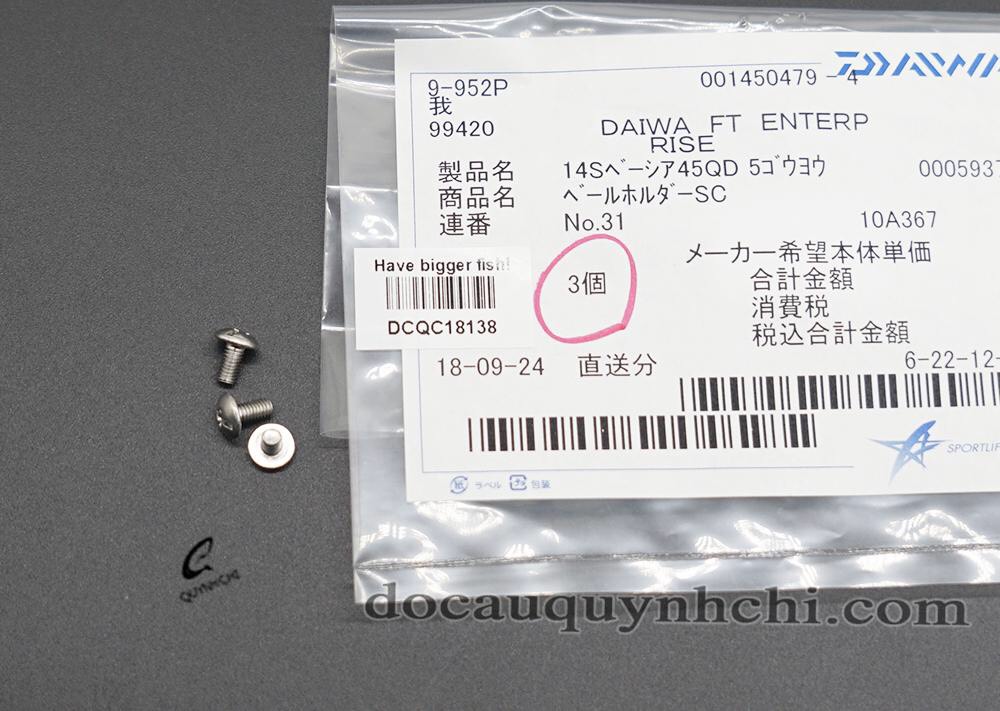 DAIWA
9-952P
001450479 - 4
我
99420
DAIWA FT ENTERP
RISE
製品名 14Sベーシア45QD 5ゴウヨウ 0005937
商品名 ベールホルダーSC
連番 No.31 10A367
メーカー希望本体単価
Have bigger fish!
3個
合計金額
消費税
DCQC18138
税込合計金額
18-09-24 直送分 6-22-12-
SPORTLIF
紙 ラベル プラ 包装
QUYNHCHI
docauquynhchi.com